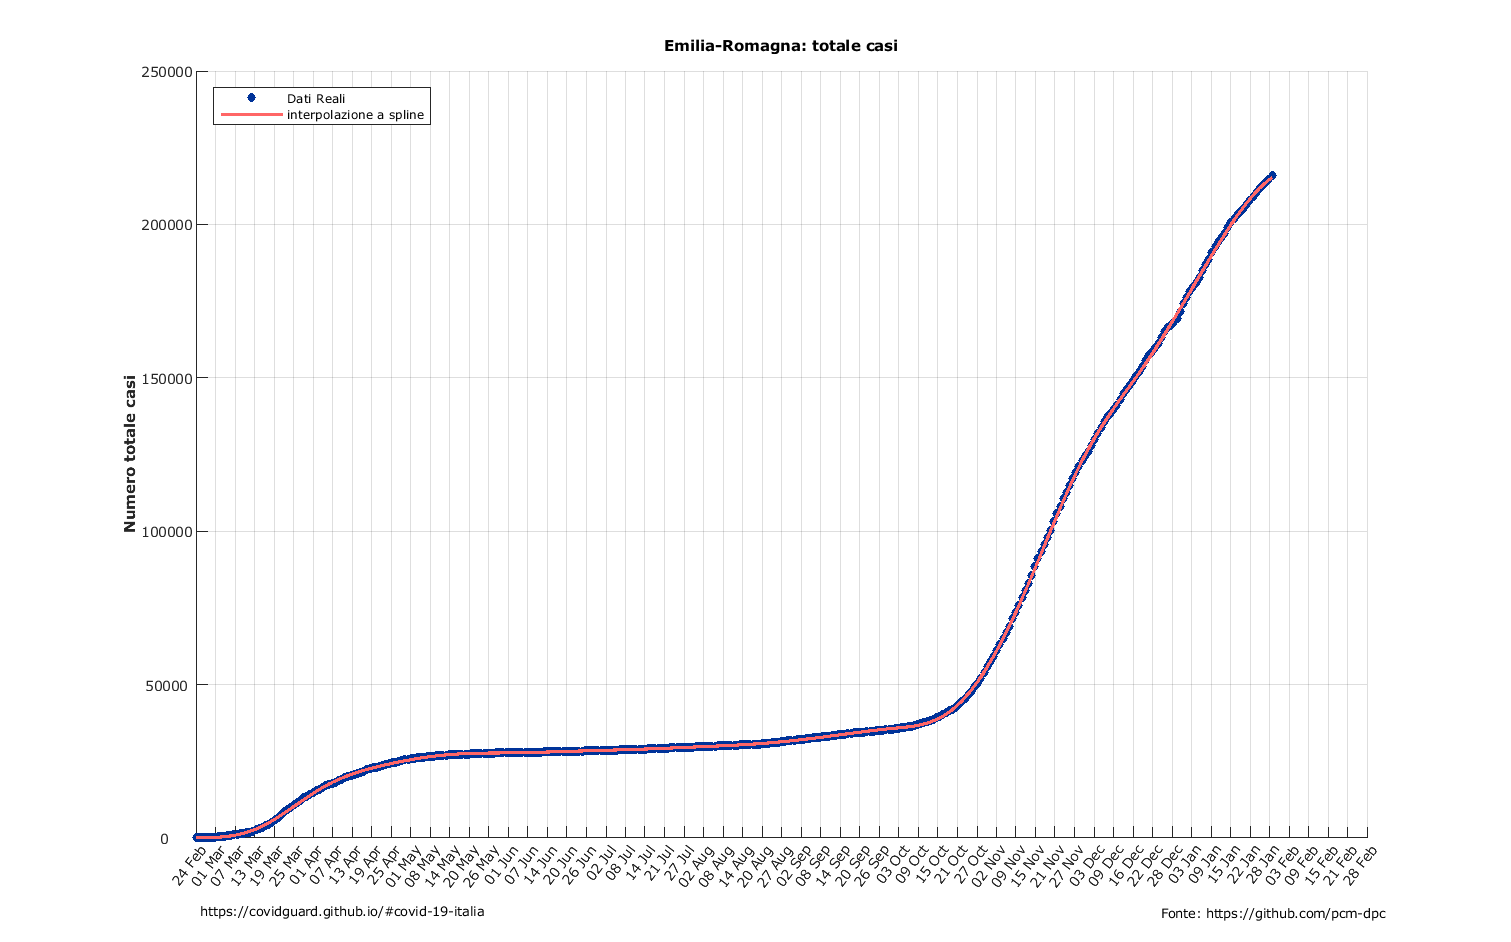 Emilia-Romagna: totale casi
Dati Reali
interpolazione a spline
Numero totale casi
250000
200000
150000
100000
50000
0
24 Feb
01 Mar
07 Mar
13 Mar
19 Mar
25 Mar
01 Apr
07 Apr
13 Apr
19 Apr
25 Apr
01 May
08 May
14 May
20 May
26 May
01 Jun
07 Jun
14 Jun
20 Jun
26 Jun
02 Jul
08 Jul
14 Jul
21 Jul
27 Jul
02 Aug
08 Aug
14 Aug
20 Aug
27 Aug
02 Sep
08 Sep
14 Sep
20 Sep
26 Sep
03 Oct
09 Oct
15 Oct
21 Oct
27 Oct
02 Nov
09 Nov
15 Nov
21 Nov
27 Nov
03 Dec
09 Dec
16 Dec
22 Dec
28 Dec
03 Jan
09 Jan
15 Jan
22 Jan
28 Jan
03 Feb
09 Feb
15 Feb
21 Feb
28 Feb
https://covidguard.github.io/#covid-19-italia
Fonte: https://github.com/pcm-dpc